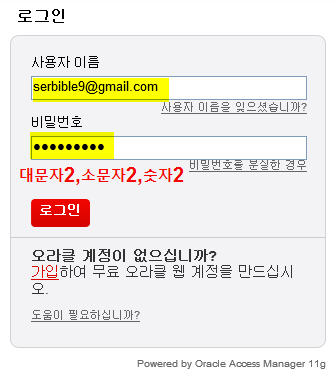 로그인
사용자 이름
serbible9@gmail.com
사용자 이름을 잊으셨습니까?
비밀번호
●●●●●●●●●
비밀번호를 분실한 경우
대문자2,소문자2,숫자2
로그인
오라클 계정이 없으십니까?
가입하여 무료 오라클 웹 계정을 만드십시
오.
도움이 필요하십니까?
Powered by Oracle Access Manager 11g